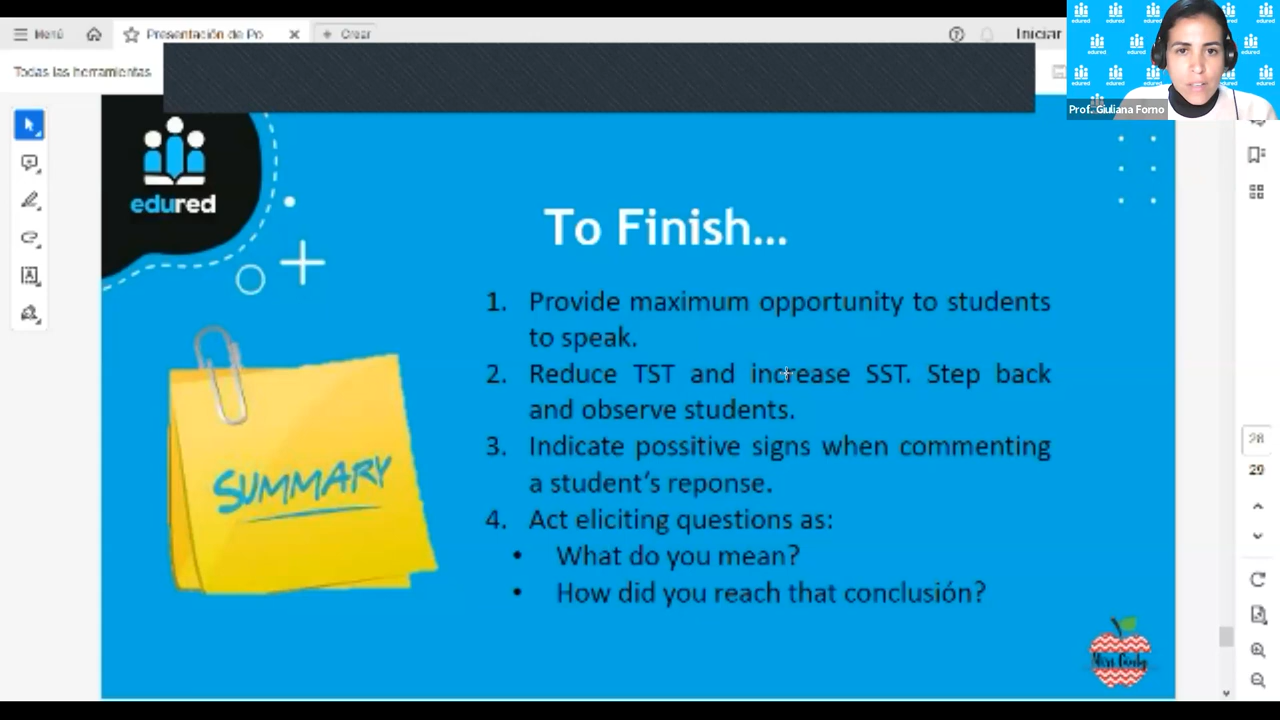 Menú
Presentación de Po
Crear
Iniciar
Todas las herramientas
Prof. Giuliana Forno
edured
To Finish...
1. Provide maximum opportunity to students
to speak.
2. Reduce TST and increase SST. Step back
and observe students.
3. Indicate possitive signs when commenting
a student's reponse.
4. Act eliciting questions as:
• What do you mean?
• How did you reach that conclusión?
SUMMARY
28
29